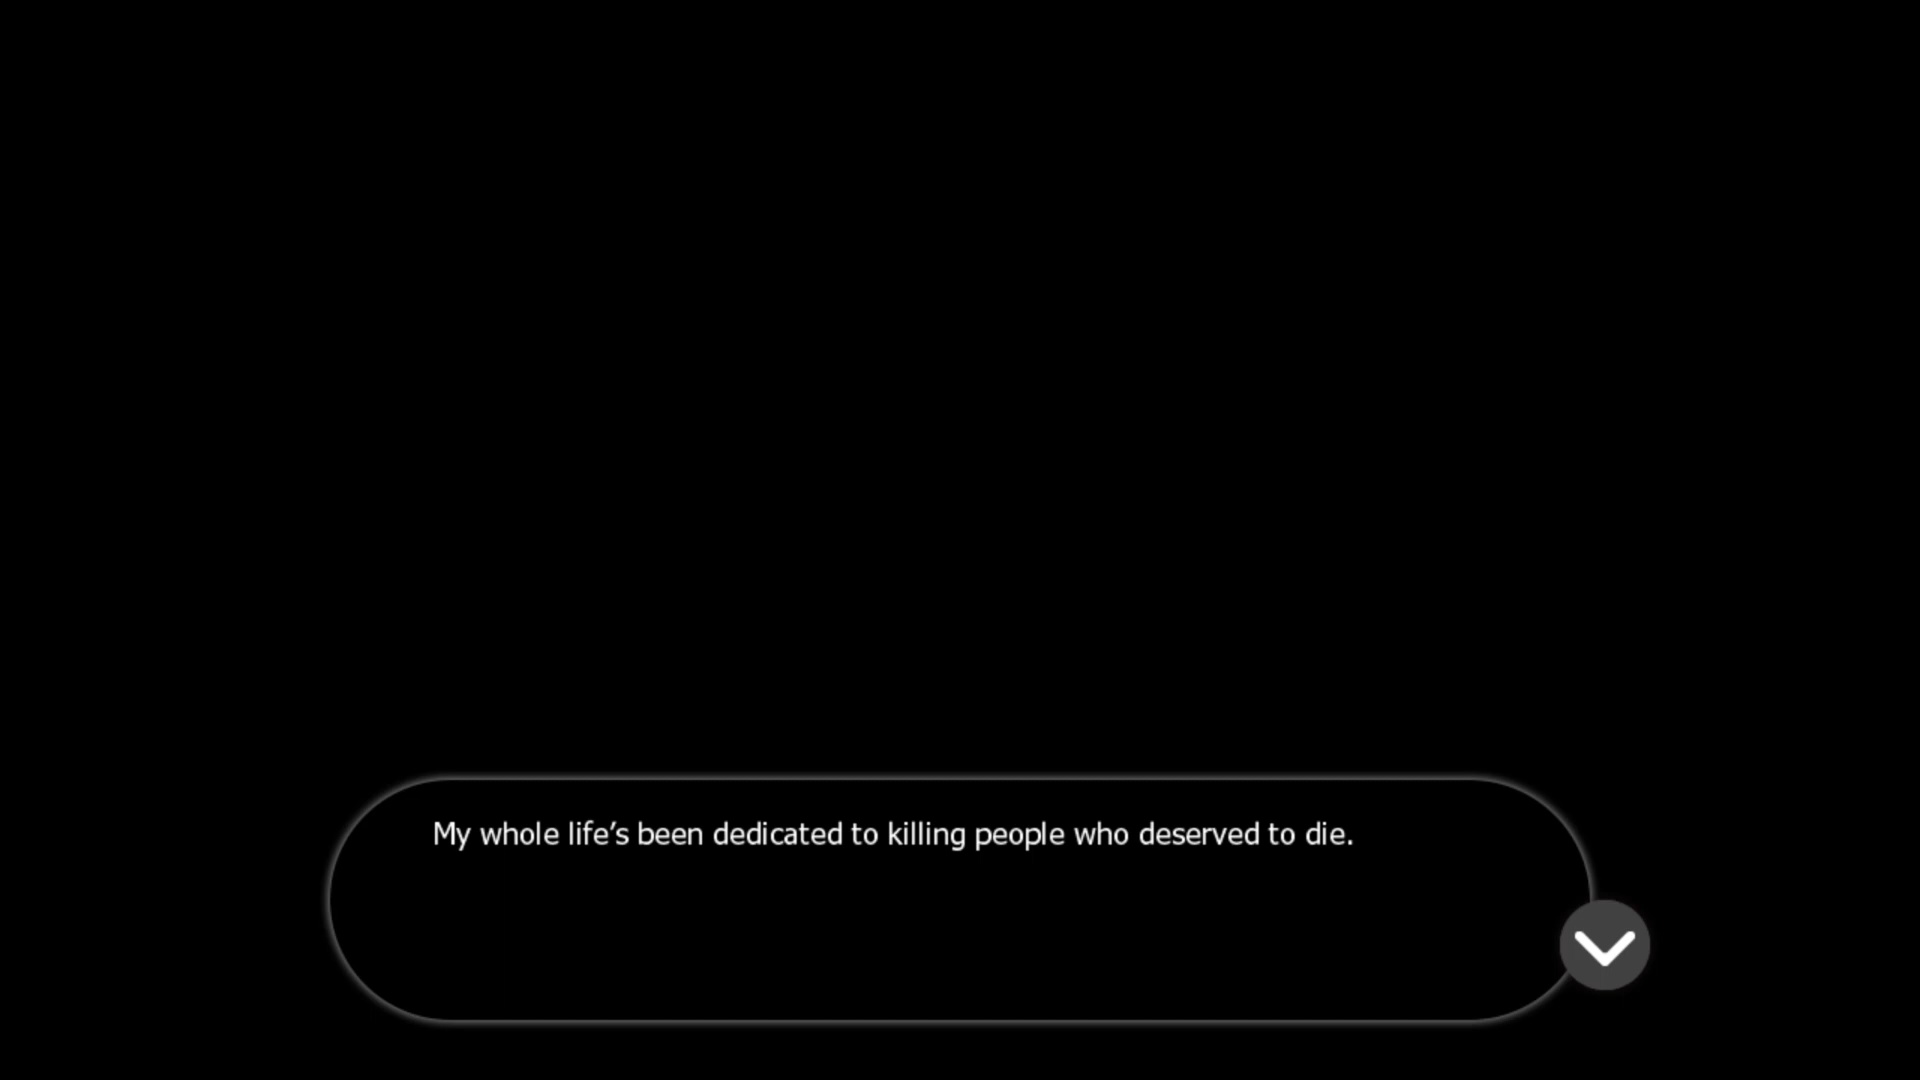 My whole life’s been dedicated to killing people who deserved to die.